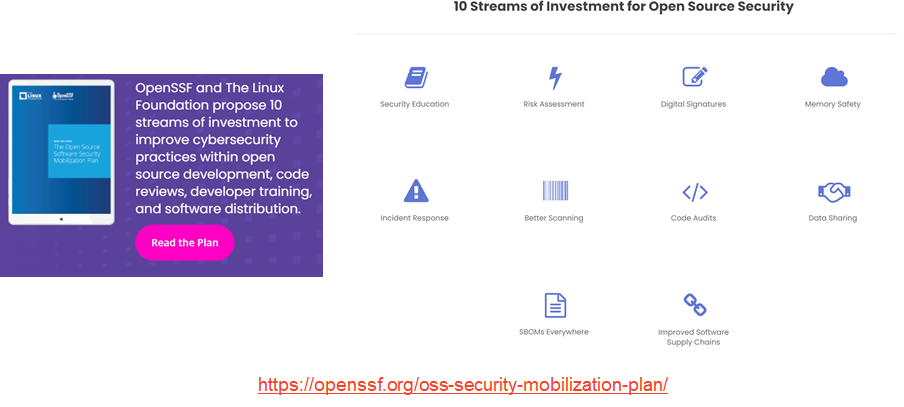 10 Streams of Investment for Open Source Security
OpenSSF and The Linux
Foundation propose 10
streams of investment to
improve cybersecurity
practices within open
source development, code
reviews, developer training,
and software distribution.
Read the Plan
The Open Source
Software Security
Mobilization Plan
Security Education
Risk Assessment
Digital Signatures
Memory Safety
Incident Response
Better Scanning
Code Audits
Data Sharing
SBOMs Everywhere
Improved Software
Supply Chains
https://openssf.org/oss-security-mobilization-plan/